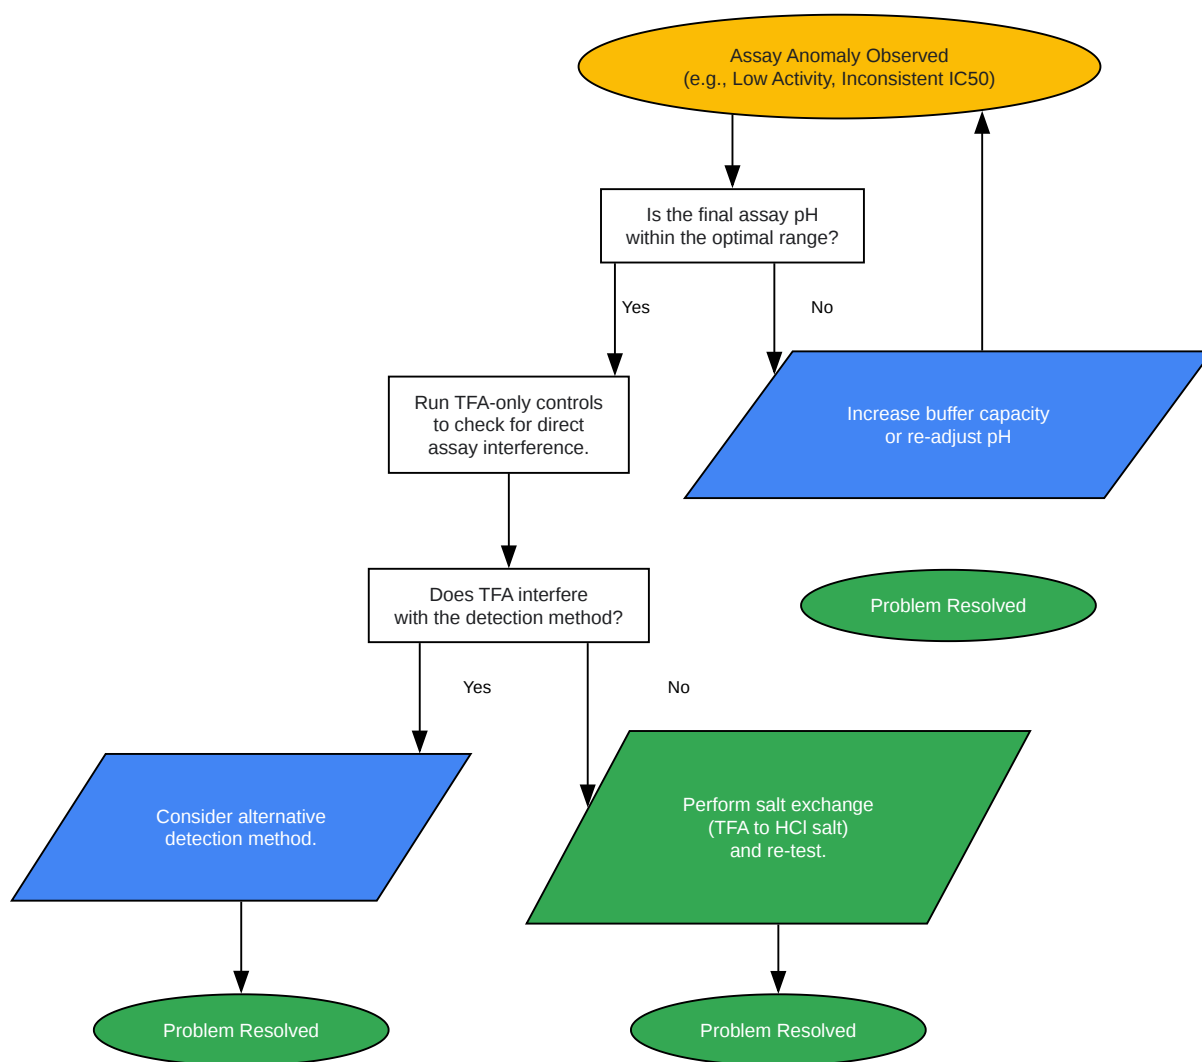 Assay Anomaly Observed
(e.g., Low Activity, Inconsistent IC50)
Is the final assay pH
within the optimal range?
Yes
No
Run TFA-only controls
to check for direct
assay interference.
Increase buffer capacity
or re-adjust pH
Does TFA interfere
with the detection method?
Problem Resolved
Yes
No
Consider alternative
detection method.
Perform salt exchange
(TFA to HCl salt)
and re-test.
Problem Resolved
Problem Resolved